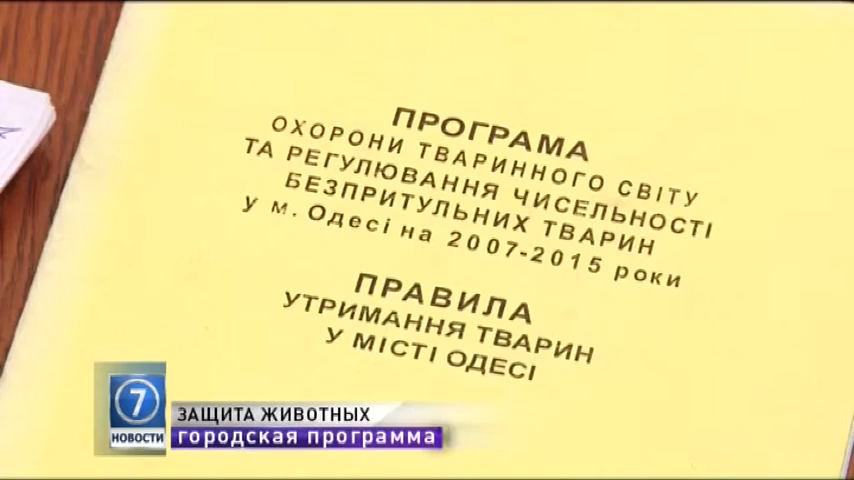 ПРОГРАМА
ОХОРОНИ ТВАРИННОГО СВІТУ
ТА РЕГУЛЮВАННЯ ЧИСЕЛЬНОСТІ
БЕЗПРИТУЛЬНИХ ТВАРИН
у м. Одесі на 2007-2015 роки
ПРАВИЛА
УТРИМАННЯ ТВАРИН
У МІСТІ ОДЕСІ
7
НОВОСТИ
ЗАЩИТА ЖИВОТНЫХ
городская программа